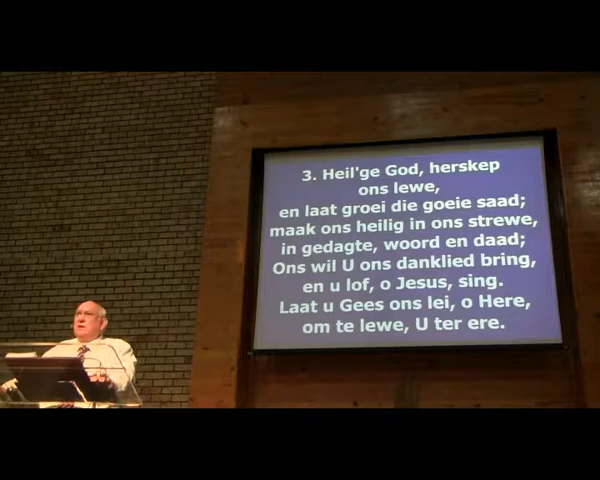 3. Heil'ge God, herskep
ons lewe,
en laat groei die goeie saad;
maak ons heilig in ons strewe,
in gedagte, woord en daad;
Ons wil U ons danklied bring,
en u lof, o Jesus, sing.
Laat u Gees ons lei, o Here,
om te lewe, U ter ere.